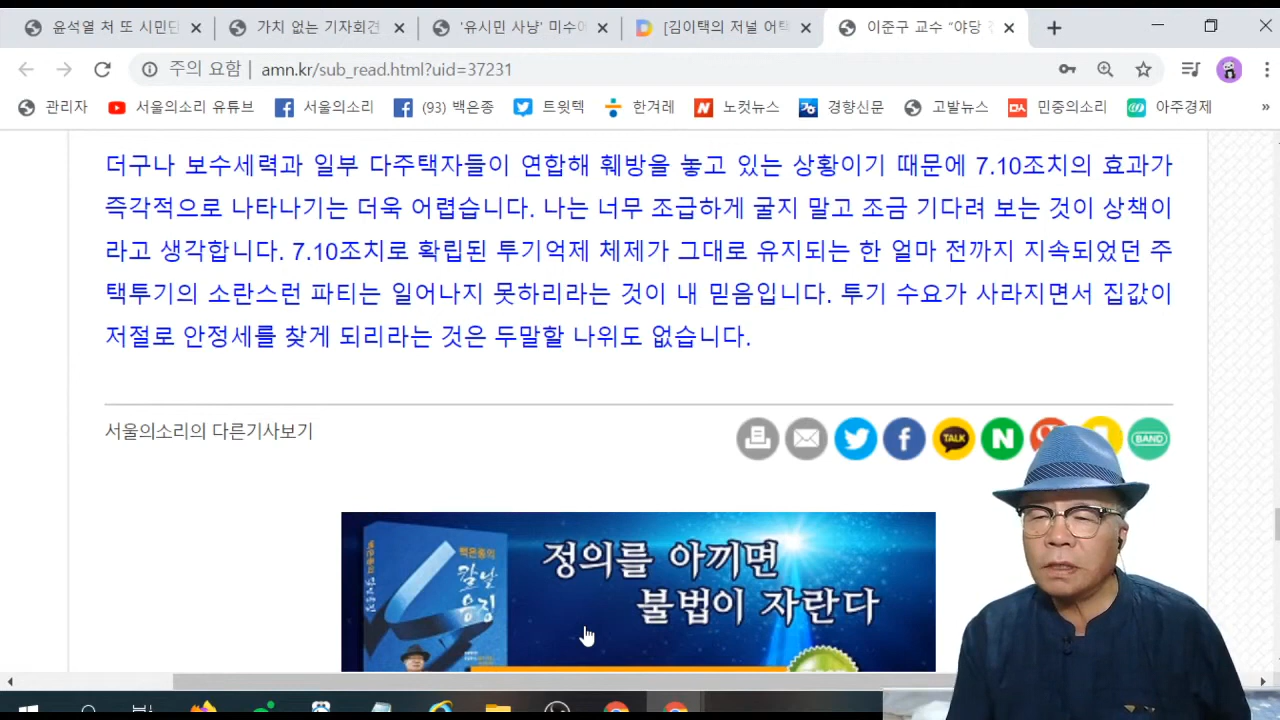 윤석열 처 또 시민단
가치 없는 기자회견
'유시민 사냥' 미수에
[김이택의 저널 어택
이준구 교수 "야당
주의 요함
amn.kr/sub_read.html?uid=37231
관리자
서울의소리 유튜브
서울의소리
(93) 백은종
트윗텍
한겨레
노컷뉴스
경향신문
고발뉴스
민중의소리
아주경제
더구나 보수세력과 일부 다주택자들이 연합해 훼방을 놓고 있는 상황이기 때문에 7.10조치의 효과가
즉각적으로 나타나기는 더욱 어렵습니다. 나는 너무 조급하게 굴지 말고 조금 기다려 보는 것이 상책이
라고 생각합니다. 7.10조치로 확립된 투기억제 체제가 그대로 유지되는 한 얼마 전까지 지속되었던 주
택투기의 소란스런 파티는 일어나지 못하리라는 것이 내 믿음입니다. 투기 수요가 사라지면서 집값이
저절로 안정세를 찾게 되리라는 것은 두말할 나위도 없습니다.
서울의소리의 다른기사보기
TALK
N
BAND
백은종의
정의를 아끼면
불법이 자란다